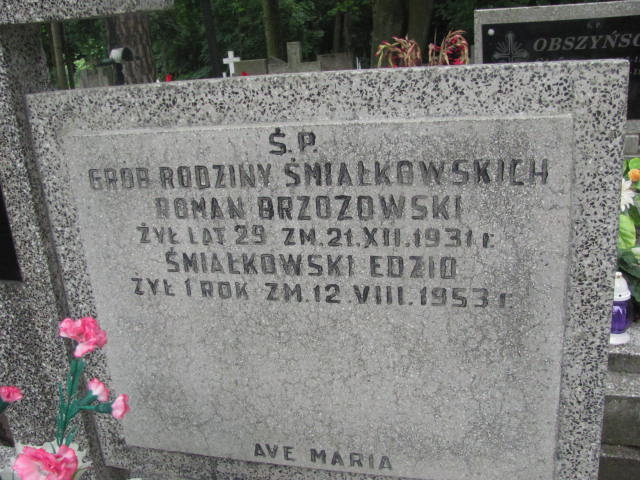 Ś.P.
GRÓB RODZINY ŚMIAŁKOWSKICH
ROMAN BRZOZOWSKI
ŻYŁ LAT 29 ZM. 21.XII.1931 r.
ŚMIAŁKOWSKI EDZIO
ŻYŁ 1 ROK ZM. 12.VIII.1953 r.
AVE MARIA
OBSZYŃSC